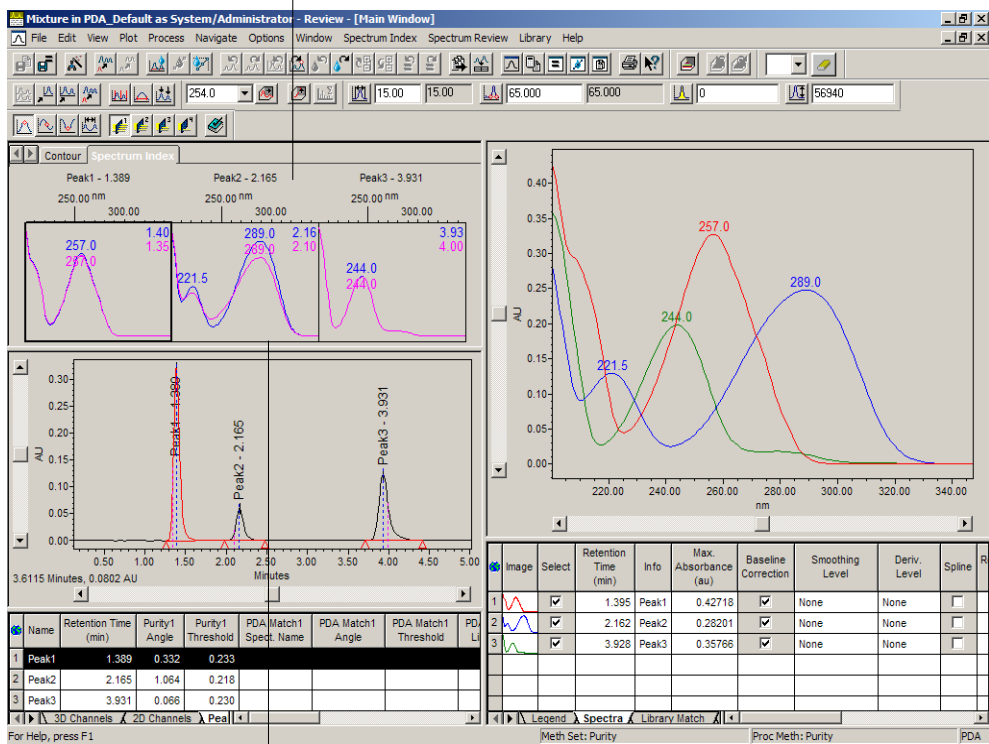 Mixture in PDA_Default as System/Administrator - Review - [Main Window]
File Edit View Plot Process Navigate Options Window Spectrum Index Spectrum Review Library Help
254.0 15.00 15.00 65.000 65.000 0 56940
Contour Spectrum Index
Peak1 - 1.389 Peak2 - 2.165 Peak3 - 3.931
250.00 nm 300.00 250.00 nm 300.00 250.00 nm 300.00
257.0 1.40
257.0 1.35
221.5 289.0 2.16
289.0 2.10
244.0 3.93
244.0 4.00
AU
0.30
0.25
0.20
0.15
0.10
0.05
0.00
Peak1 - 1.389
Peak2 - 2.165
Peak3 - 3.931
0.50 1.00 1.50 2.00 2.50 3.00 3.50 4.00 4.50 5.00
Minutes
3.6115 Minutes, 0.0802 AU
Name Retention Time (min) Purity1 Angle Purity1 Threshold PDA Match1 Spect. Name PDA Match1 Angle PDA Match1 Threshold PDA Li
1 Peak1 1.389 0.332 0.233
2 Peak2 2.165 1.064 0.218
3 Peak3 3.931 0.066 0.230
3D Channels 2D Channels Pea
AU
0.40
0.35
0.30
0.25
0.20
0.15
0.10
0.05
0.00
257.0
289.0
244.0
221.5
220.00 240.00 260.00 280.00 300.00 320.00 340.00
nm
Image Select Retention Time (min) Info Max. Absorbance (au) Baseline Correction Smoothing Level Deriv. Level Spline R
1 1.395 Peak1 0.42718 None None
2 2.162 Peak2 0.28201 None None
3 3.928 Peak3 0.35766 None None
Legend Spectra Library Match
For Help, press F1 Meth Set: Purity Proc Meth: Purity PDA